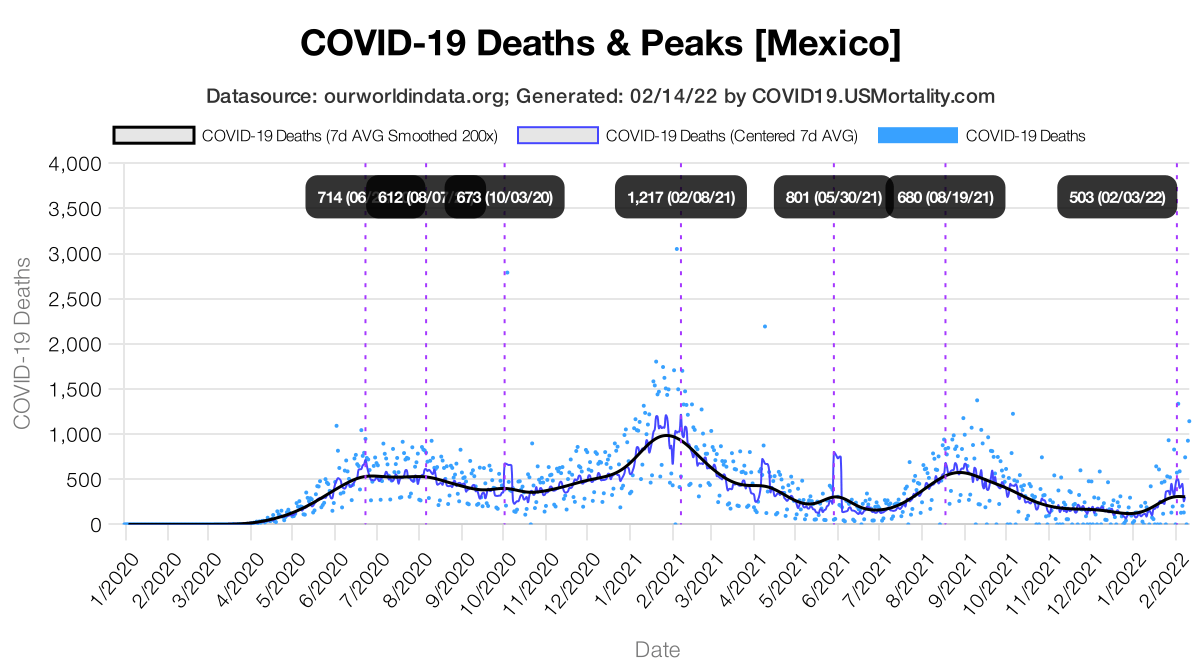 COVID-19 Deaths & Peaks [Mexico]
Datasource: ourworldindata.org; Generated: 02/14/22 by COVID19.USMortality.com
COVID-19 Deaths (7d AVG Smoothed 200x) COVID-19 Deaths (Centered 7d AVG) COVID-19 Deaths
4,000
714 (06/ 612 (08/07/ 673 (10/03/20) 1,217 (02/08/21) 801 (05/30/21) 680 (08/19/21) 503 (02/03/22)
3,500
3,000
2,500
2,000
1,500
1,000
500
0
COVID-19 Deaths
1/2020 2/2020 3/2020 4/2020 5/2020 6/2020 7/2020 8/2020 9/2020 10/2020 11/2020 12/2020 1/2021 2/2021 3/2021 4/2021 5/2021 6/2021 7/2021 8/2021 9/2021 10/2021 11/2021 12/2021 1/2022 2/2022
Date